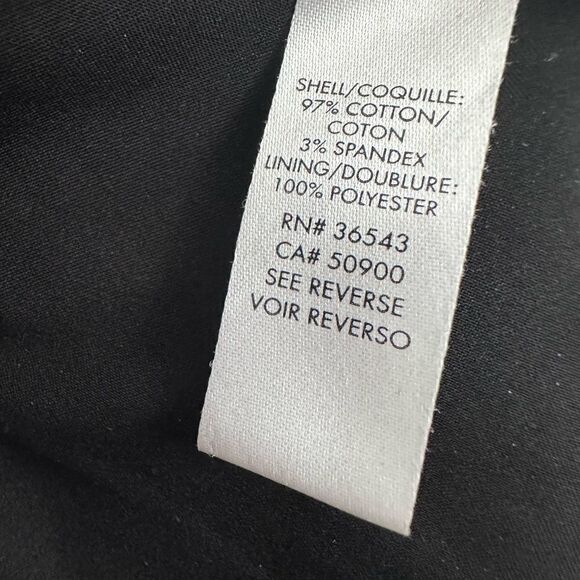 SHELL/COQUILLE:
97% COTTON/
COTON
3% SPANDEX
LINING/DOUBLURE:
100% POLYESTER
RN# 36543
CA# 50900
SEE REVERSE
VOIR REVERSO